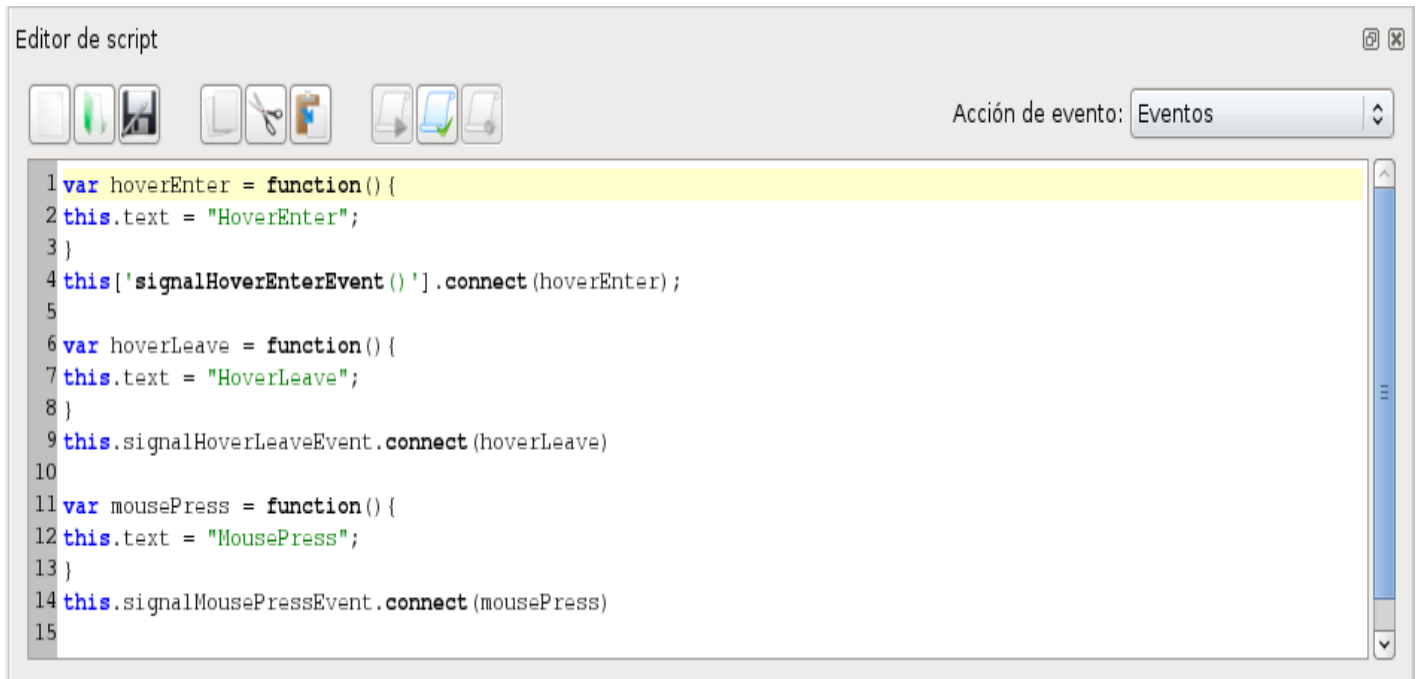 Editor de script
Acción de evento: Eventos
1 var hoverEnter = function(){
2 this.text = "HoverEnter";
3 }
4 this['signalHoverEnterEvent()'].connect(hoverEnter);
5
6 var hoverLeave = function(){
7 this.text = "HoverLeave";
8 }
9 this.signalHoverLeaveEvent.connect(hoverLeave)
10
11 var mousePress = function(){
12 this.text = "MousePress";
13 }
14 this.signalMousePressEvent.connect(mousePress)
15